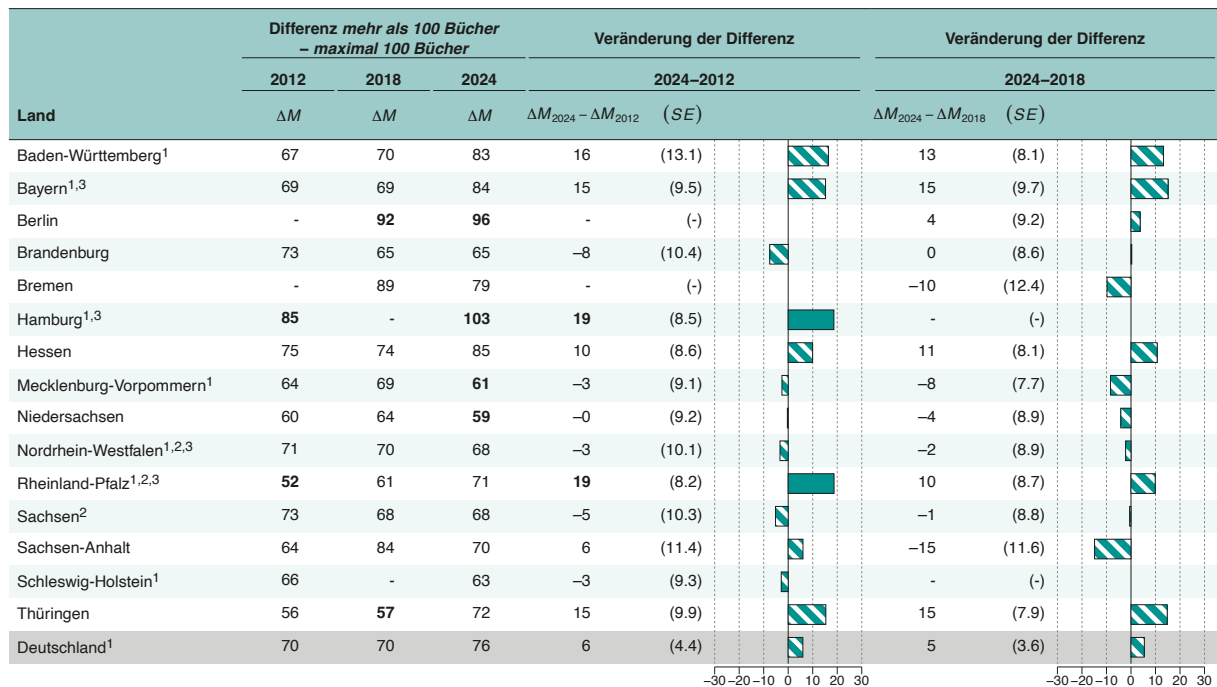 Differenz mehr als 100 Bücher – maximal 100 Bücher	Veränderung der Differenz	Veränderung der Differenz
2012	2018	2024	2024–2012	2024–2018
Land	ΔM	ΔM	ΔM	ΔM2024 – ΔM2012	(SE)	ΔM2024 – ΔM2018	(SE)
Baden-Württemberg1	67	70	83	16	(13.1)	13	(8.1)
Bayern1,3	69	69	84	15	(9.5)	15	(9.7)
Berlin	-	92	96	-	(-)	4	(9.2)
Brandenburg	73	65	65	–8	(10.4)	0	(8.6)
Bremen	-	89	79	-	(-)	–10	(12.4)
Hamburg1,3	85	-	103	19	(8.5)	-	(-)
Hessen	75	74	85	10	(8.6)	11	(8.1)
Mecklenburg-Vorpommern1	64	69	61	–3	(9.1)	–8	(7.7)
Niedersachsen	60	64	59	–0	(9.2)	–4	(8.9)
Nordrhein-Westfalen1,2,3	71	70	68	–3	(10.1)	–2	(8.9)
Rheinland-Pfalz1,2,3	52	61	71	19	(8.2)	10	(8.7)
Sachsen2	73	68	68	–5	(10.3)	–1	(8.8)
Sachsen-Anhalt	64	84	70	6	(11.4)	–15	(11.6)
Schleswig-Holstein1	66	-	63	–3	(9.3)	-	(-)
Thüringen	56	57	72	15	(9.9)	15	(7.9)
Deutschland1	70	70	76	6	(4.4)	5	(3.6)
–30 –20 –10 0 10 20 30	–30 –20 –10 0 10 20 30